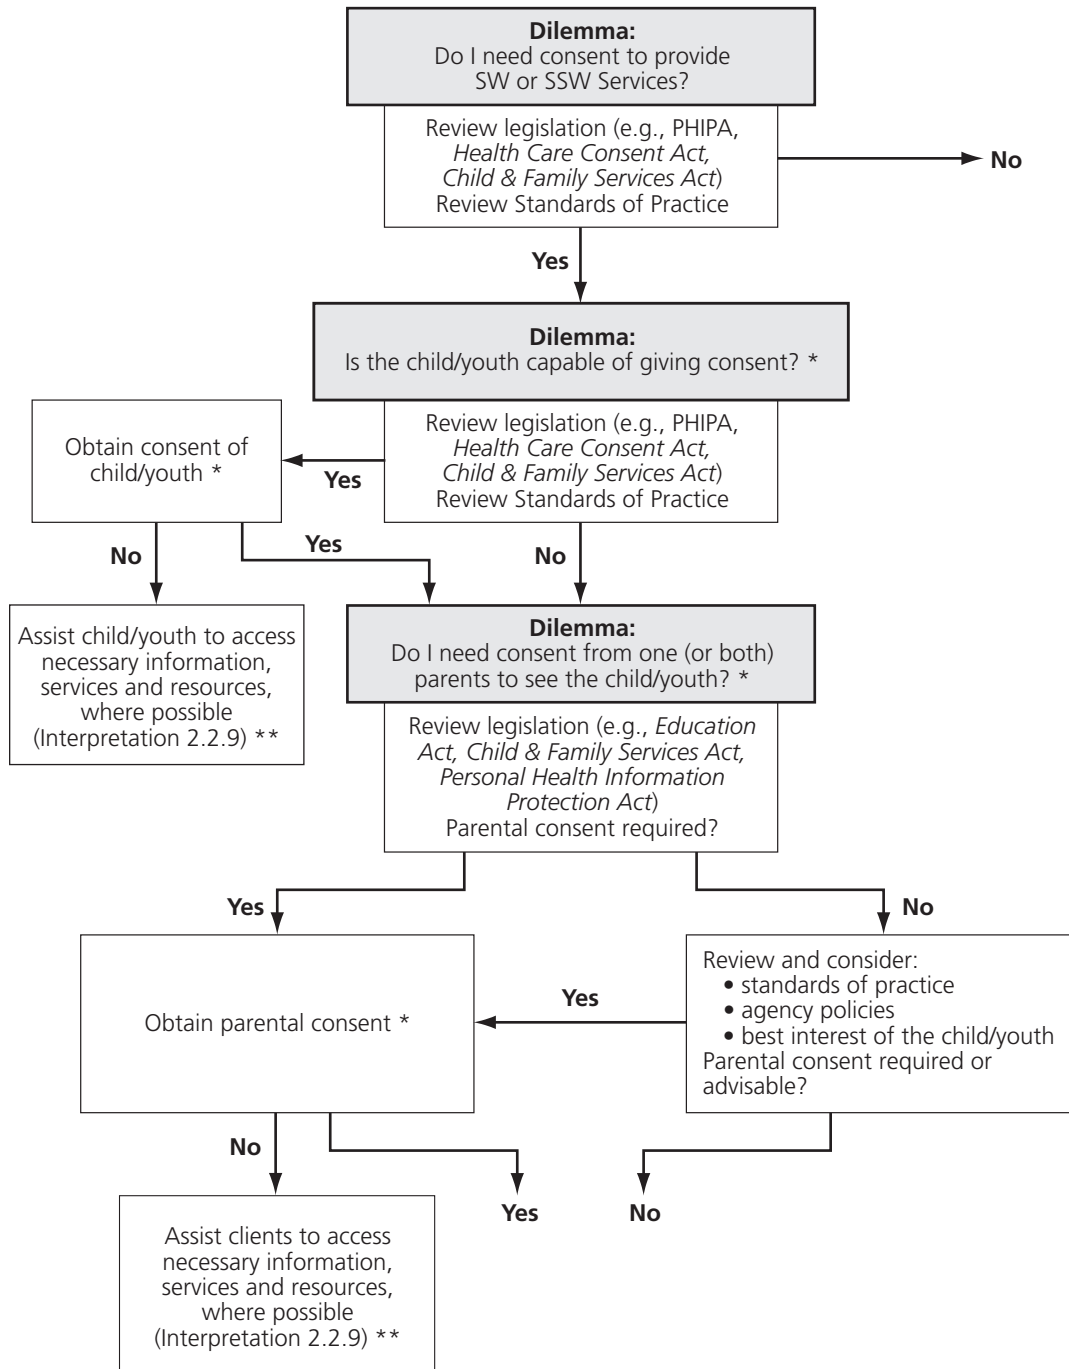 Dilemma:
Do I need consent to provide
SW or SSW Services?
Review legislation (e.g., PHIPA,
Health Care Consent Act,
Child & Family Services Act)
Review Standards of Practice
No
Yes
Dilemma:
Is the child/youth capable of giving consent? *
Review legislation (e.g., PHIPA,
Health Care Consent Act,
Child & Family Services Act)
Review Standards of Practice
Yes
Obtain consent of
child/youth *
No
Yes
No
Assist child/youth to access
necessary information,
services and resources,
where possible
(Interpretation 2.2.9) **
Dilemma:
Do I need consent from one (or both)
parents to see the child/youth? *
Review legislation (e.g., Education
Act, Child & Family Services Act,
Personal Health Information
Protection Act)
Parental consent required?
Yes
No
Obtain parental consent *
Yes
Review and consider:
• standards of practice
• agency policies
• best interest of the child/youth
Parental consent required or
advisable?
No
Yes
No
Assist clients to access
necessary information,
services and resources,
where possible
(Interpretation 2.2.9) **